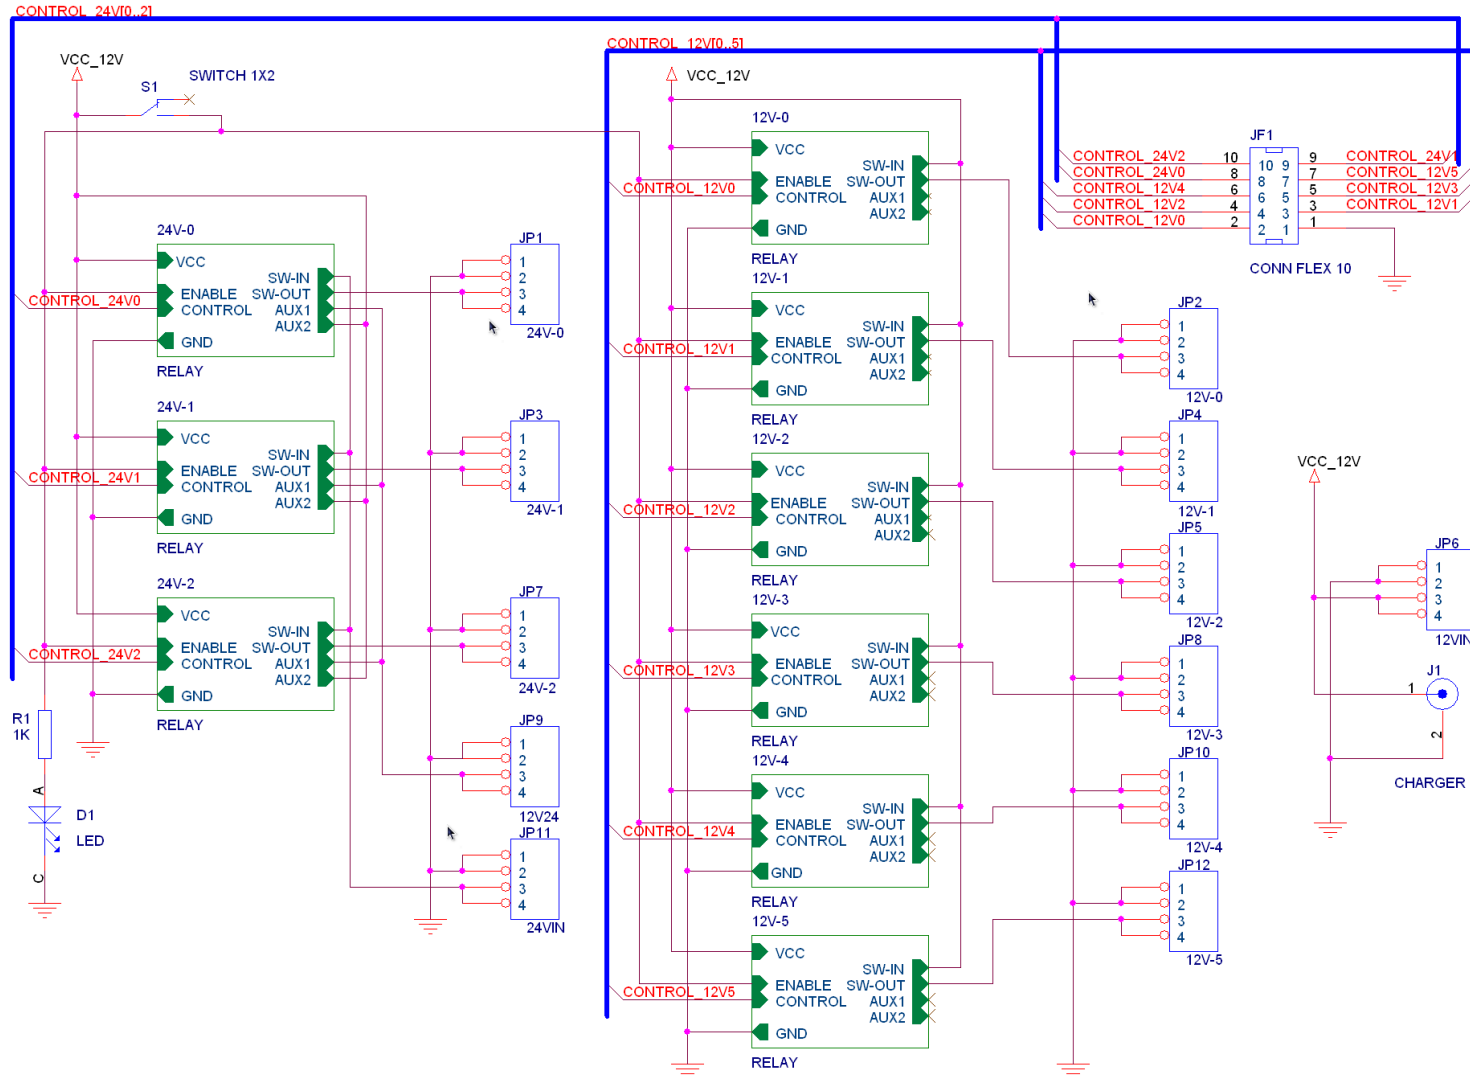 CONTROL_24V[0..2]
VCC_12V
S1
SWITCH 1X2
24V-0
VCC
ENABLE
CONTROL
GND
SW-IN
SW-OUT
AUX1
AUX2
RELAY
CONTROL_24V0
24V-1
VCC
ENABLE
CONTROL
GND
SW-IN
SW-OUT
AUX1
AUX2
RELAY
CONTROL_24V1
24V-2
VCC
ENABLE
CONTROL
GND
SW-IN
SW-OUT
AUX1
AUX2
RELAY
CONTROL_24V2
R1
1K
A
D1
LED
C
JP1
1
2
3
4
24V-0
JP3
1
2
3
4
24V-1
JP7
1
2
3
4
24V-2
JP9
1
2
3
4
12V24
JP11
1
2
3
4
24VIN
CONTROL_12V[0..5]
VCC_12V
12V-0
VCC
ENABLE
CONTROL
GND
SW-IN
SW-OUT
AUX1
AUX2
RELAY
CONTROL_12V0
12V-1
VCC
ENABLE
CONTROL
GND
SW-IN
SW-OUT
AUX1
AUX2
RELAY
CONTROL_12V1
12V-2
VCC
ENABLE
CONTROL
GND
SW-IN
SW-OUT
AUX1
AUX2
RELAY
CONTROL_12V2
12V-3
VCC
ENABLE
CONTROL
GND
SW-IN
SW-OUT
AUX1
AUX2
RELAY
CONTROL_12V3
12V-4
VCC
ENABLE
CONTROL
GND
SW-IN
SW-OUT
AUX1
AUX2
RELAY
CONTROL_12V4
12V-5
VCC
ENABLE
CONTROL
GND
SW-IN
SW-OUT
AUX1
AUX2
RELAY
CONTROL_12V5
JF1
CONTROL_24V2 10 10 9 9 CONTROL_24V1
CONTROL_24V0 8 8 7 7 CONTROL_12V5
CONTROL_12V4 6 6 5 5 CONTROL_12V3
CONTROL_12V2 4 4 3 3 CONTROL_12V1
CONTROL_12V0 2 2 1 1
CONN FLEX 10
JP2
1
2
3
4
12V-0
JP4
1
2
3
4
12V-1
JP5
1
2
3
4
12V-2
JP8
1
2
3
4
12V-3
JP10
1
2
3
4
12V-4
JP12
1
2
3
4
12V-5
VCC_12V
JP6
1
2
3
4
12VIN
J1
1
2
CHARGER